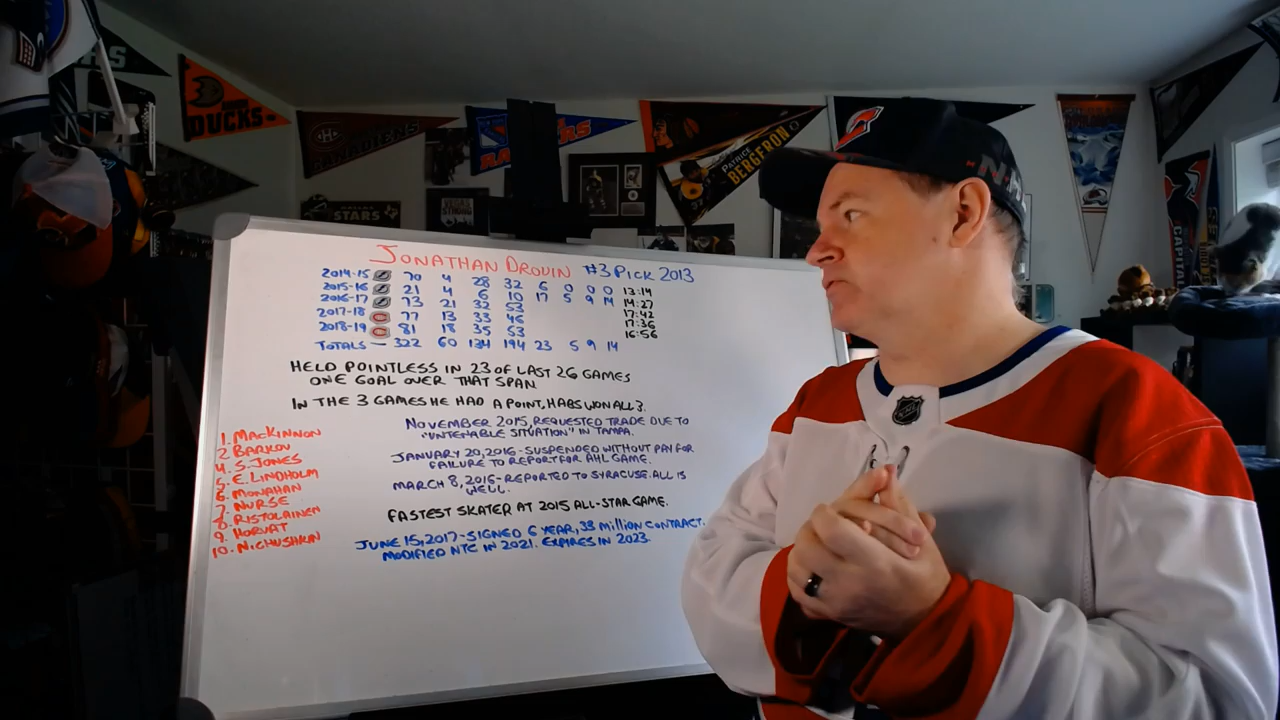 DUCKS
CANADIENS
RANGERS
PATRICE
BERGERON
STARS
VEGAS
STRONG
CAPITAL
JONATHAN DROUIN #3 PICK 2013
2014-15 70 4 28 32 6 0 0 0 13:14
2015-16 21 4 6 10 17 5 9 14 14:27
2016-17 73 21 32 53 17:42
2017-18 77 13 33 46 17:36
2018-19 81 18 35 53 16:56
TOTALS — 322 60 134 194 23 5 9 14
HELD POINTLESS IN 23 OF LAST 26 GAMES
ONE GOAL OVER THAT SPAN
IN THE 3 GAMES HE HAD A POINT, HABS WON ALL 3.
NOVEMBER 2015, REQUESTED TRADE DUE TO
"UNTENABLE SITUATION" IN TAMPA.
JANUARY 20, 2016 - SUSPENDED WITHOUT PAY FOR
FAILURE TO REPORT FOR AHL GAME.
MARCH 8, 2016 - REPORTED TO SYRACUSE. ALL IS
WELL.
FASTEST SKATER AT 2015 ALL-STAR GAME.
JUNE 15, 2017 - SIGNED 6 YEAR, 33 MILLION CONTRACT.
MODIFIED NTC IN 2021. EXPIRES IN 2023.
1. MACKINNON
2. BARKOV
4. S. JONES
5. E. LINDHOLM
6. MONAHAN
7. NURSE
8. RISTOLAINEN
9. HORVAT
10. NICHUSHKIN
NHL